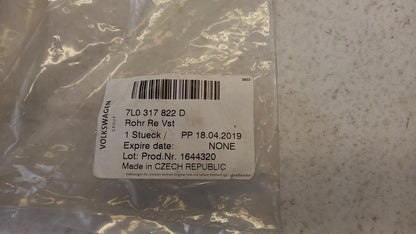 7L0 317 822 D
Rohr Re Vst
1 Stueck / PP 18.04.2019
Expire date: NONE
Lot: Prod.Nr. 1644320
Made in CZECH REPUBLIC
VOLKSWAGEN
GROUP